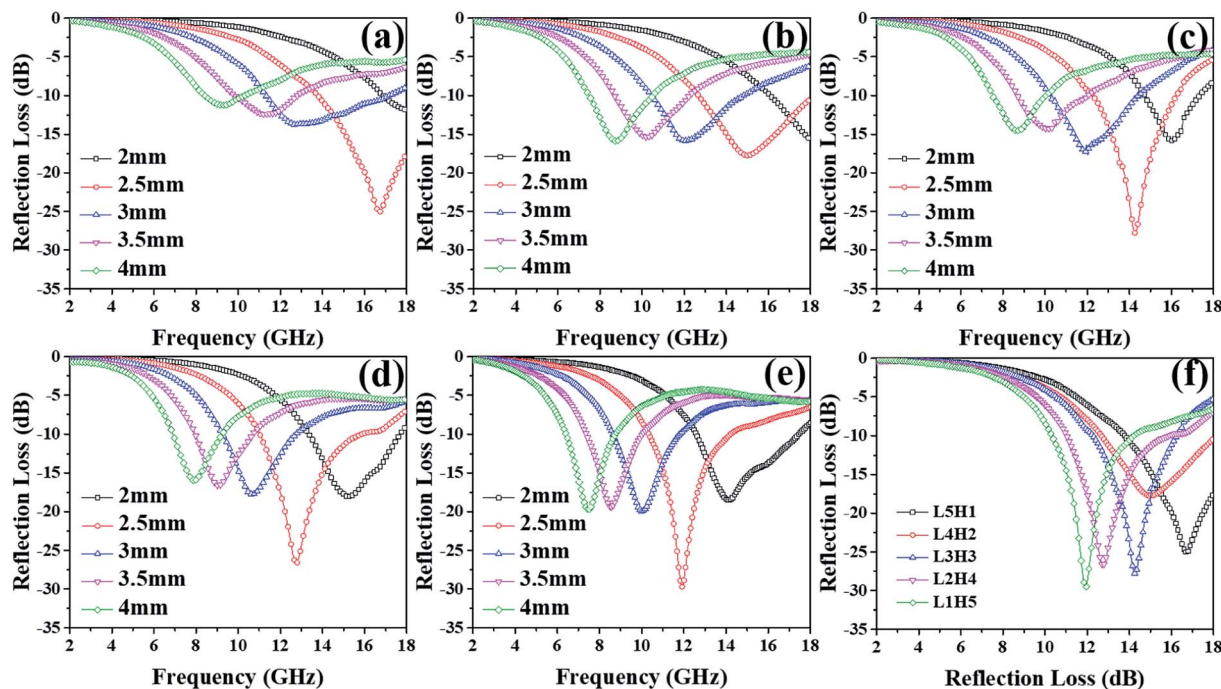 (a)
Reflection Loss (dB)
0
-5
-10
-15
-20
-25
-30
-35
2mm
2.5mm
3mm
3.5mm
4mm
2 4 6 8 10 12 14 16 18
Frequency (GHz)
(b)
Reflection Loss (dB)
0
-5
-10
-15
-20
-25
-30
-35
2mm
2.5mm
3mm
3.5mm
4mm
2 4 6 8 10 12 14 16 18
Frequency (GHz)
(c)
Reflection Loss (dB)
0
-5
-10
-15
-20
-25
-30
-35
2mm
2.5mm
3mm
3.5mm
4mm
2 4 6 8 10 12 14 16 18
Frequency (GHz)
(d)
Reflection Loss (dB)
0
-5
-10
-15
-20
-25
-30
-35
2mm
2.5mm
3mm
3.5mm
4mm
2 4 6 8 10 12 14 16 18
Frequency (GHz)
(e)
Reflection Loss (dB)
0
-5
-10
-15
-20
-25
-30
-35
2mm
2.5mm
3mm
3.5mm
4mm
2 4 6 8 10 12 14 16 18
Frequency (GHz)
(f)
Reflection Loss (dB)
0
-5
-10
-15
-20
-25
-30
-35
L5H1
L4H2
L3H3
L2H4
L1H5
2 4 6 8 10 12 14 16 18
Reflection Loss (dB)